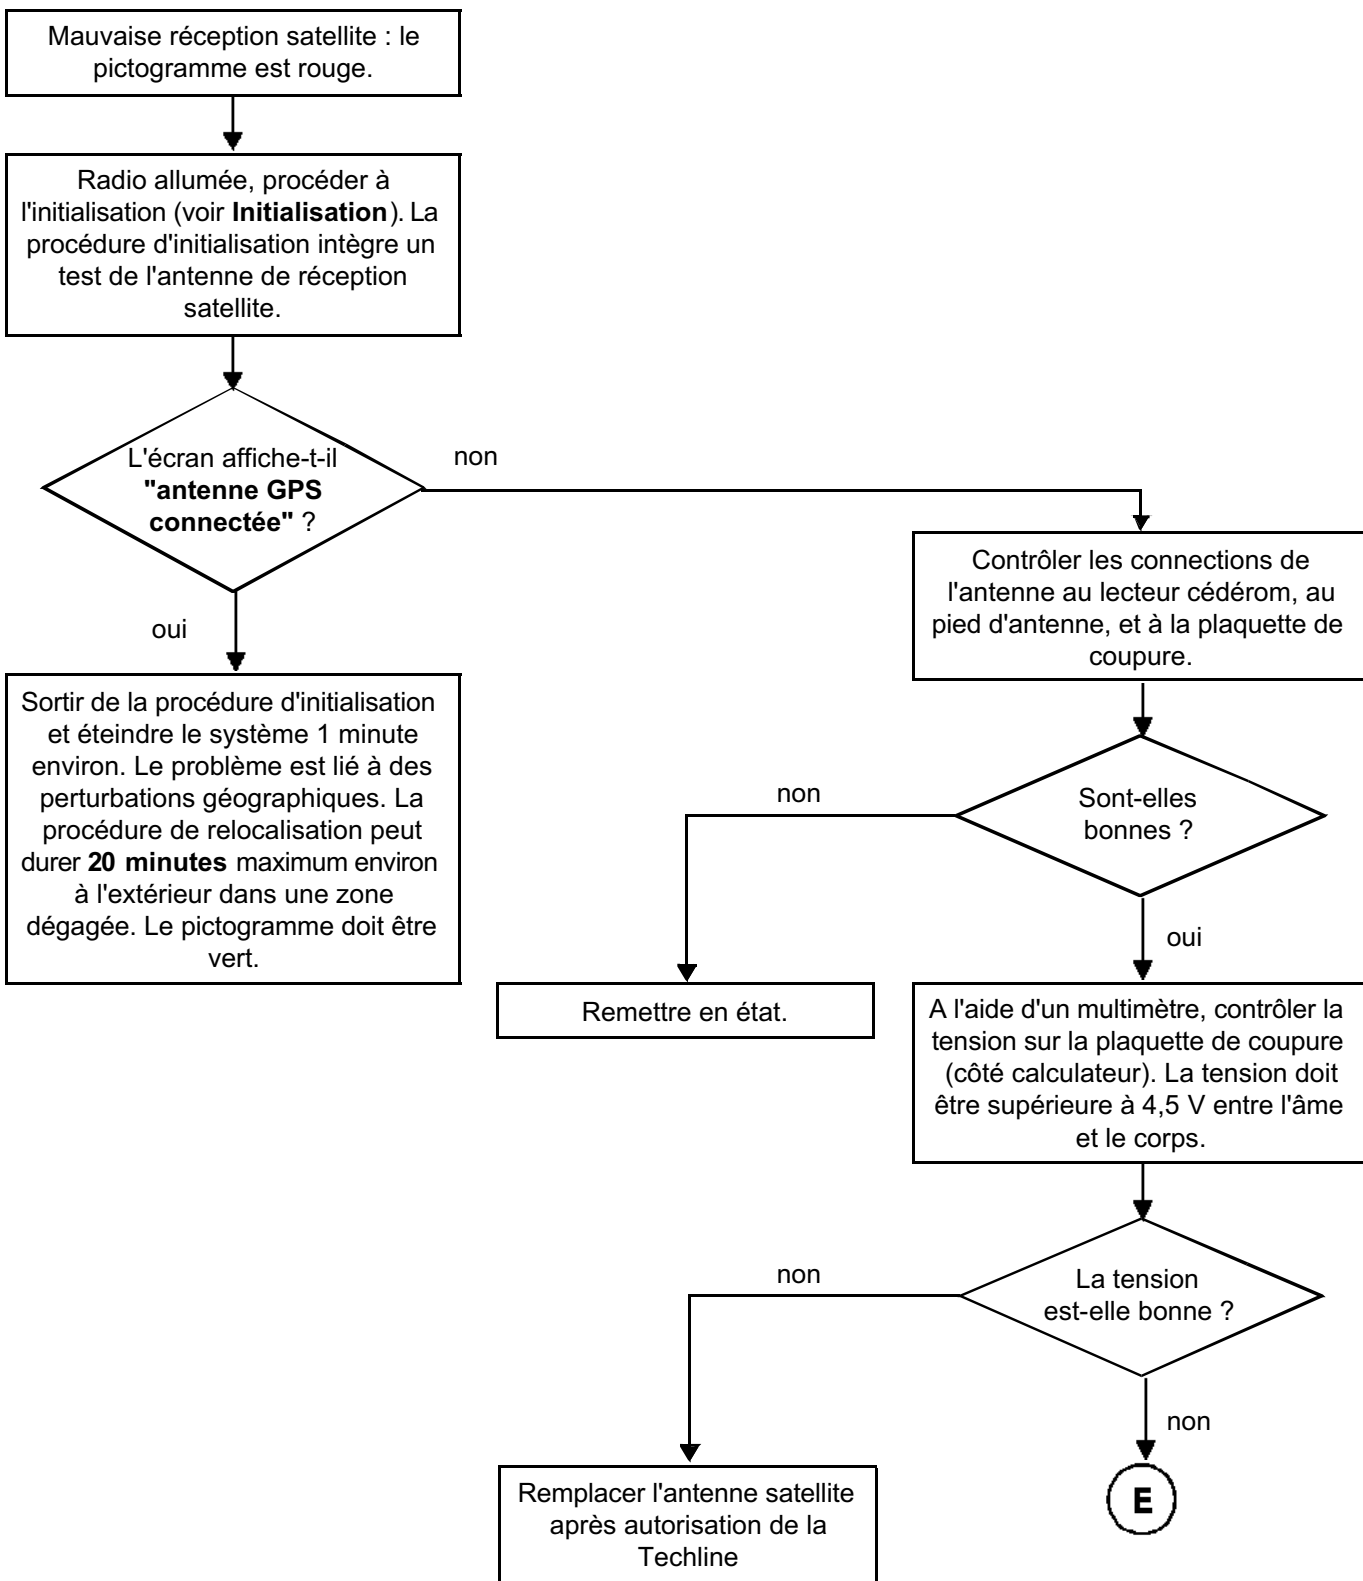 Mauvaise réception satellite : le
pictogramme est rouge.
Radio allumée, procéder à
l'initialisation (voir Initialisation). La
procédure d'initialisation intègre un
test de l'antenne de réception
satellite.
L'écran affiche-t-il
"antenne GPS
connectée" ?
non
oui
Sortir de la procédure d'initialisation
et éteindre le système 1 minute
environ. Le problème est lié à des
perturbations géographiques. La
procédure de relocalisation peut
durer 20 minutes maximum environ
à l'extérieur dans une zone
dégagée. Le pictogramme doit être
vert.
Contrôler les connections de
l'antenne au lecteur cédérom, au
pied d'antenne, et à la plaquette de
coupure.
Sont-elles
bonnes ?
non
oui
Remettre en état.
A l'aide d'un multimètre, contrôler la
tension sur la plaquette de coupure
(côté calculateur). La tension doit
être supérieure à 4,5 V entre l'âme
et le corps.
La tension
est-elle bonne ?
non
non
Remplacer l'antenne satellite
après autorisation de la
Techline
E